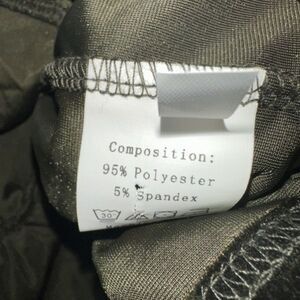 Composition:
95% Polyester
5% Spandex
30